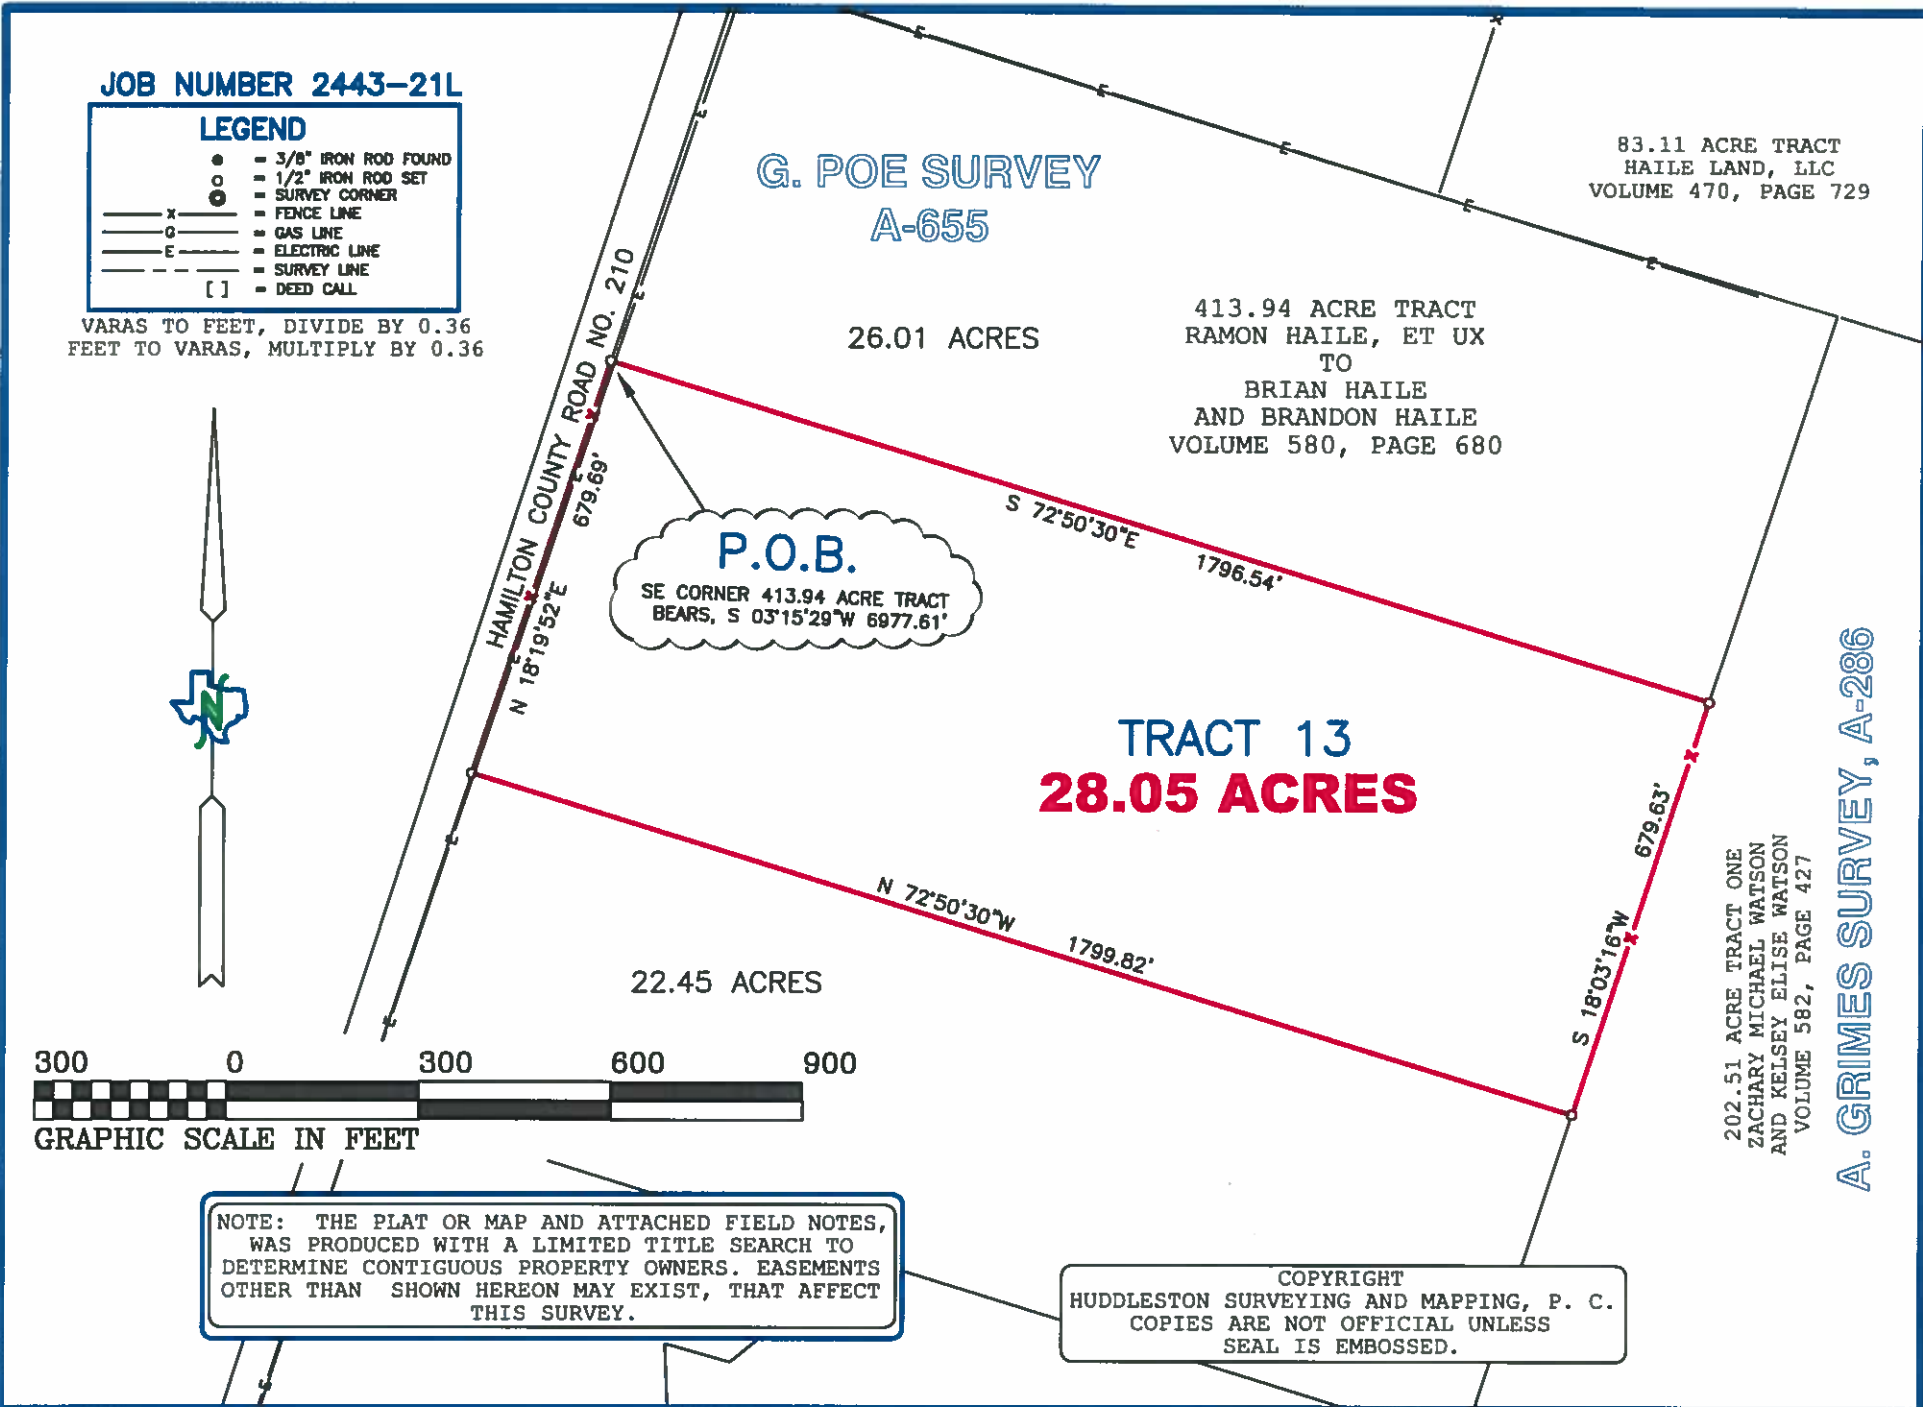 JOB NUMBER 2443-21L
LEGEND
= 3/8" IRON ROD FOUND
= 1/2" IRON ROD SET
= SURVEY CORNER
X = FENCE LINE
G = GAS LINE
E = ELECTRIC LINE
= SURVEY LINE
[ ] = DEED CALL
VARAS TO FEET, DIVIDE BY 0.36
FEET TO VARAS, MULTIPLY BY 0.36
G. POE SURVEY
A-655
83.11 ACRE TRACT
HAILE LAND, LLC
VOLUME 470, PAGE 729
26.01 ACRES
413.94 ACRE TRACT
RAMON HAILE, ET UX
TO
BRIAN HAILE
AND BRANDON HAILE
VOLUME 580, PAGE 680
HAMILTON COUNTY ROAD NO. 210
N 18°19'52"E 679.69'
P.O.B.
SE CORNER 413.94 ACRE TRACT
BEARS, S 03°15'29"W 6977.61'
S 72°50'30"E 1796.54'
N
TRACT 13
28.05 ACRES
S 18°03'16"W 679.63'
N 72°50'30"W 1799.82'
22.45 ACRES
202.51 ACRE TRACT ONE
ZACHARY MICHAEL WATSON
AND KELSEY ELISE WATSON
VOLUME 582, PAGE 427
A. GRIMES SURVEY, A-286
300 0 300 600 900
GRAPHIC SCALE IN FEET
NOTE: THE PLAT OR MAP AND ATTACHED FIELD NOTES,
WAS PRODUCED WITH A LIMITED TITLE SEARCH TO
DETERMINE CONTIGUOUS PROPERTY OWNERS. EASEMENTS
OTHER THAN SHOWN HEREON MAY EXIST, THAT AFFECT
THIS SURVEY.
COPYRIGHT
HUDDLESTON SURVEYING AND MAPPING, P. C.
COPIES ARE NOT OFFICIAL UNLESS
SEAL IS EMBOSSED.